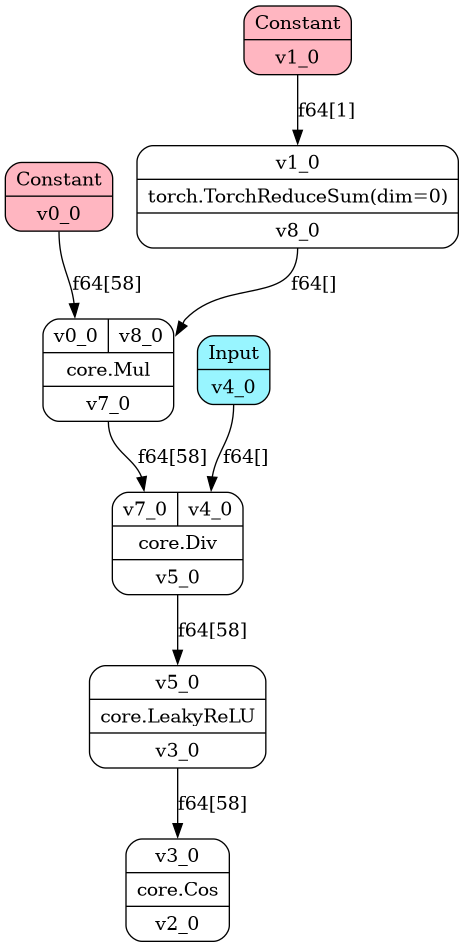 Constant
v1_0
f64[1]
v1_0
torch.TorchReduceSum(dim=0)
v8_0
Constant
v0_0
f64[58]
f64[]
v0_0 v8_0
core.Mul
v7_0
Input
v4_0
f64[58]
f64[]
v7_0 v4_0
core.Div
v5_0
f64[58]
v5_0
core.LeakyReLU
v3_0
f64[58]
v3_0
core.Cos
v2_0